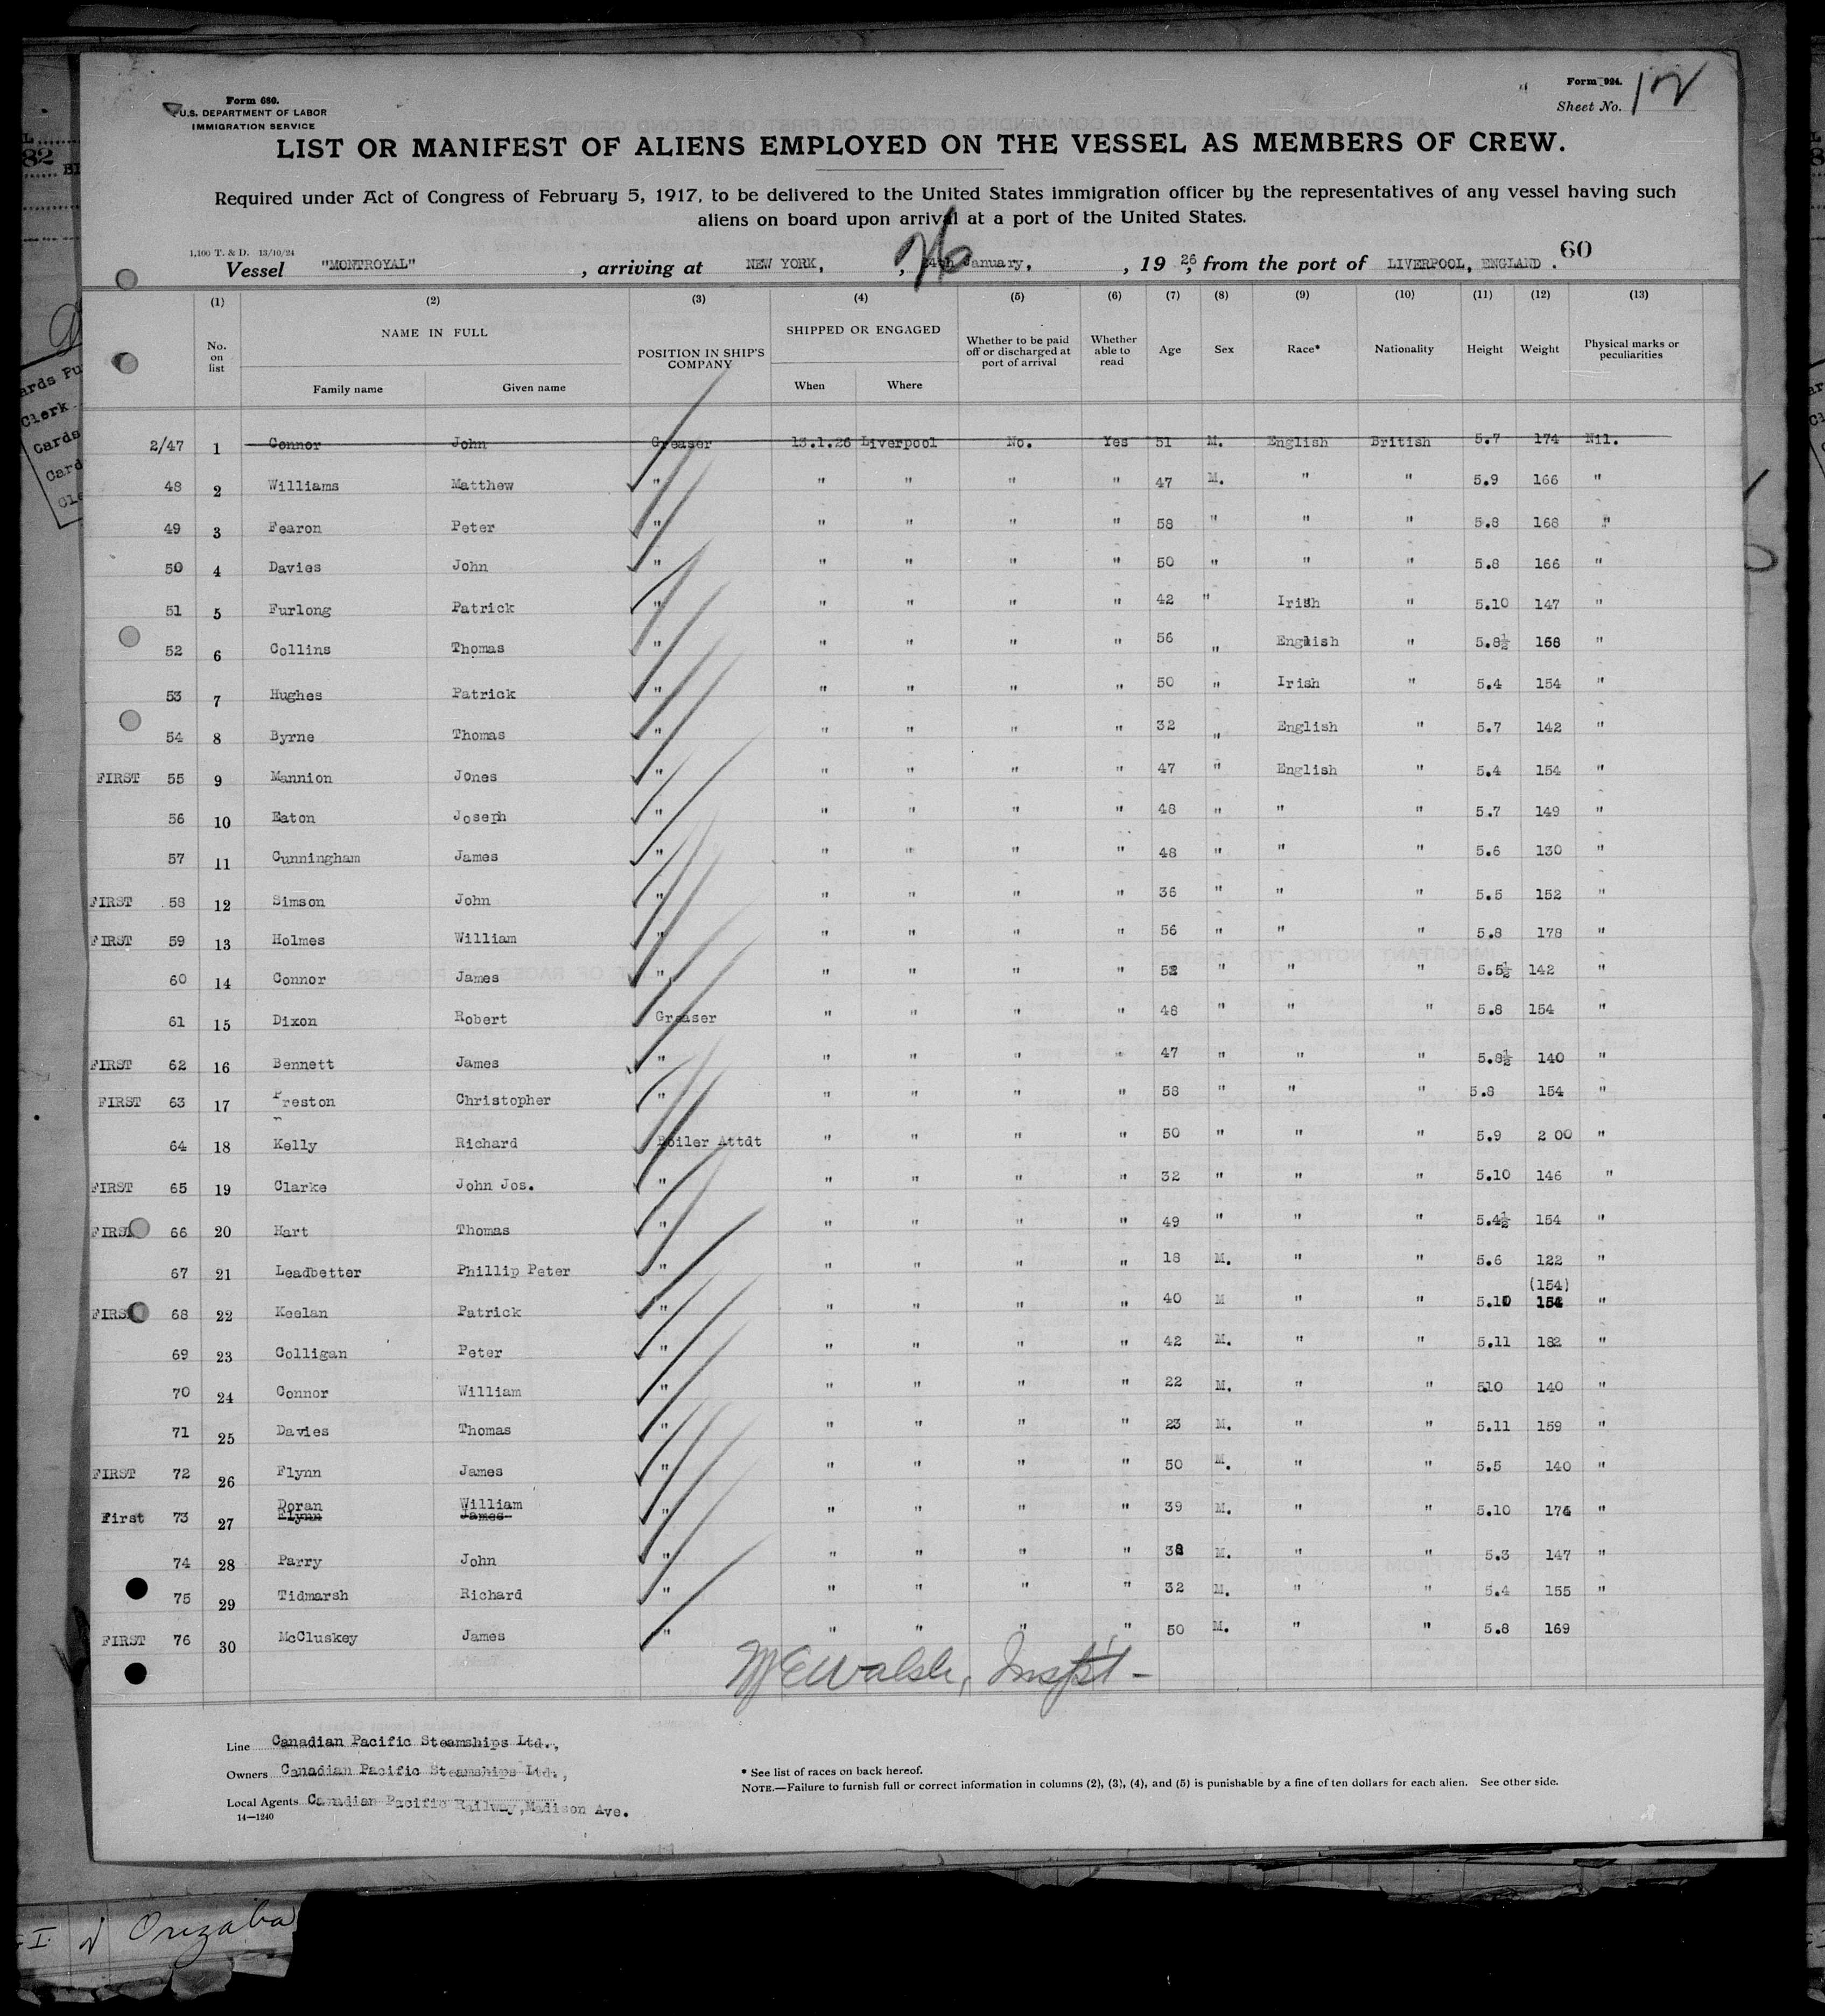 Form 680.
U.S. DEPARTMENT OF LABOR
IMMIGRATION SERVICE
Form 924.
Sheet No. 12
LIST OR MANIFEST OF ALIENS EMPLOYED ON THE VESSEL AS MEMBERS OF CREW.
Required under Act of Congress of February 5, 1917, to be delivered to the United States immigration officer by the representatives of any vessel having such
aliens on board upon arrival at a port of the United States.
1,100 T. & D. 13/10/24
60
Vessel "MONTROYAL", arriving at NEW YORK, 26, 24th January, 1926, from the port of LIVERPOOL, ENGLAND.
(1) (2) (3) (4) (5) (6) (7) (8) (9) (10) (11) (12) (13)
No. on list NAME IN FULL Family name Given name POSITION IN SHIP'S COMPANY SHIPPED OR ENGAGED When Where Whether to be paid off or discharged at port of arrival Whether able to read Age Sex Race* Nationality Height Weight Physical marks or peculiarities
2/47 1 Connor John Greaser 13.1.26 Liverpool No. Yes 51 M. English British 5.7 174 Nil.
48 2 Williams Matthew " " " " " 47 M. " " 5.9 166 "
49 3 Fearon Peter " " " " " 58 " " " 5.8 168 "
50 4 Davies John " " " " " 50 " " " 5.8 166 "
51 5 Furlong Patrick " " " " " 42 " Irish " 5.10 147 "
52 6 Collins Thomas " " " " " 56 " English " 5.8½ 168 "
53 7 Hughes Patrick " " " " " 50 " Irish " 5.4 154 "
54 8 Byrne Thomas " " " " " 32 " English " 5.7 142 "
FIRST 55 9 Mannion Jones " " " " " 47 " English " 5.4 154 "
56 10 Eaton Joseph " " " " " 48 " " " 5.7 149 "
57 11 Cunningham James " " " " " 48 " " " 5.6 130 "
FIRST 58 12 Simson John " " " " " 36 " " " 5.5 152 "
FIRST 59 13 Holmes William " " " " " 56 " " " 5.8 178 "
60 14 Connor James " " " " " 52 " " " 5.5½ 142 "
61 15 Dixon Robert Greaser " " " " 48 " " " 5.8 154 "
FIRST 62 16 Bennett James " " " " " 47 " " " 5.8½ 140 "
FIRST 63 17 Preston Christopher " " " " " 58 " " " 5.8 154 "
64 18 Kelly Richard Boiler Attdt " " " " 50 " " " 5.9 2 00 "
FIRST 65 19 Clarke John Jos. " " " " " 32 " " " 5.10 146 "
FIRST 66 20 Hart Thomas " " " " " 49 " " " 5.4½ 154 "
67 21 Leadbetter Phillip Peter " " " " " 18 M. " " 5.6 122 "
(154)
FIRST 68 22 Keelan Patrick " " " " " 40 M " " 5.10 154 "
69 23 Colligan Peter " " " " " 42 M. " " 5.11 182 "
70 24 Connor William " " " " " 22 M. " " 510 140 "
71 25 Davies Thomas " " " " " 23 M. " " 5.11 159 "
FIRST 72 26 Flynn James " " " " " 50 M. " " 5.5 140 "
Doran William
First 73 27 Flynn James " " " " " 39 M. " " 5.10 174 "
74 28 Parry John " " " " " 38 M. " " 5.3 147 "
75 29 Tidmarsh Richard " " " " " 32 M. " " 5.4 155 "
FIRST 76 30 McCluskey James " " " " " 50 M. " " 5.8 169
Walsh, Inspt.
Line Canadian Pacific Steamships Ltd.,
Owners Canadian Pacific Steamships Ltd.,
Local Agents Canadian Pacific Railway, Madison Ave.
14—1240
* See list of races on back hereof.
NOTE.—Failure to furnish full or correct information in columns (2), (3), (4), and (5) is punishable by a fine of ten dollars for each alien. See other side.
Orizaba